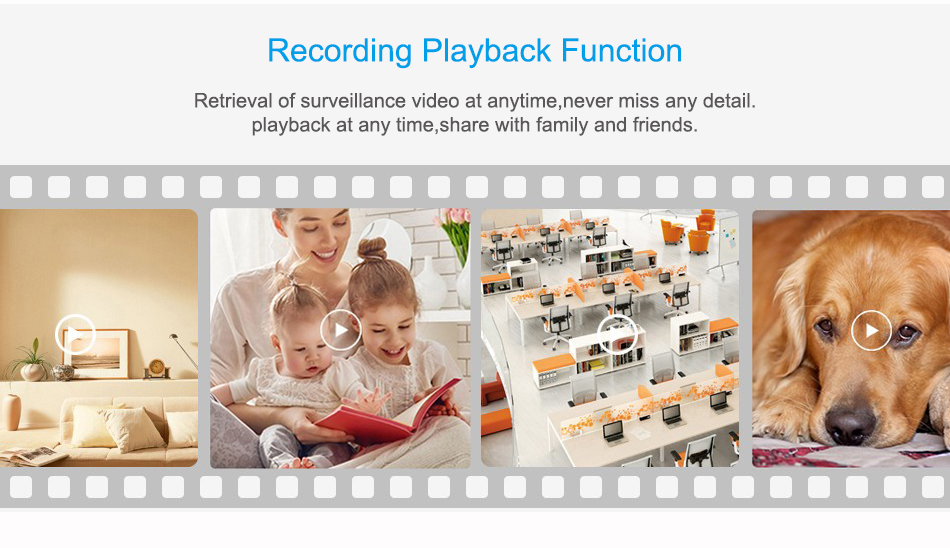 Recording Playback Function
Retrieval of surveillance video at anytime,never miss any detail.
playback at any time,share with family and friends.